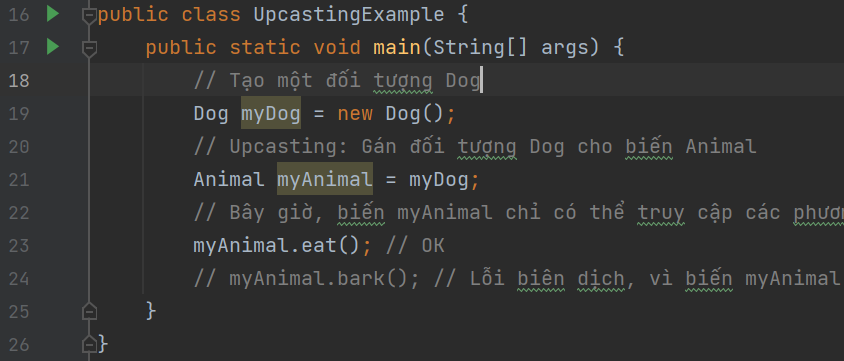 16 public class UpcastingExample {
17 public static void main(String[] args) {
18 // Tạo một đối tượng Dog
19 Dog myDog = new Dog();
20 // Upcasting: Gán đối tượng Dog cho biến Animal
21 Animal myAnimal = myDog;
22 // Bây giờ, biến myAnimal chỉ có thể truy cập các phươn
23 myAnimal.eat(); // OK
24 // myAnimal.bark(); // Lỗi biên dịch, vì biến myAnimal
25 }
26 }